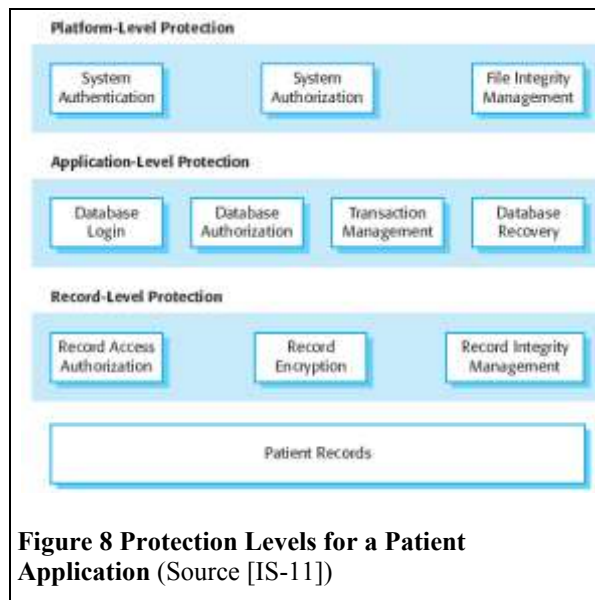 Platform-Level Protection
System System File Integrity
Authentication Authorization Management
Application-Level Protection
Database Database Transaction Database
Login Authorization Management Recovery
Record-Level Protection
Record Access Record Record Integrity
Authorization Encryption Management
Patient Records
Figure 8 Protection Levels for a Patient
Application (Source [IS-11])